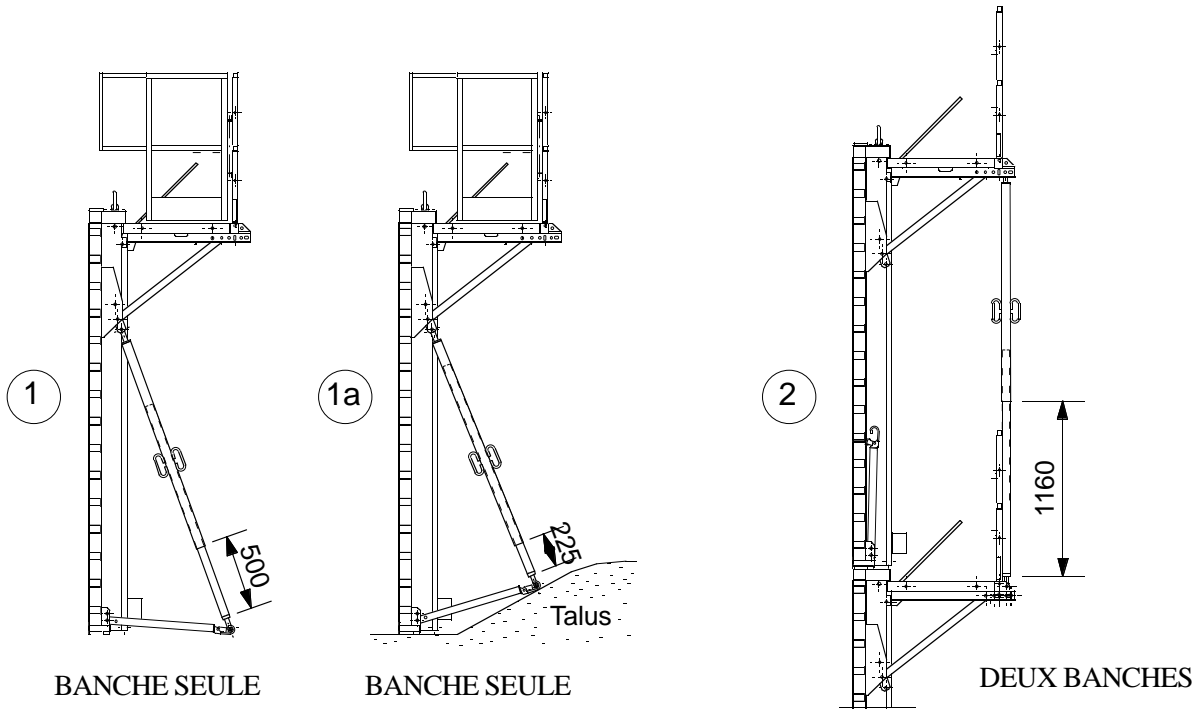 1
1a
2
500
225
1160
Talus
BANCHE SEULE
BANCHE SEULE
DEUX BANCHES